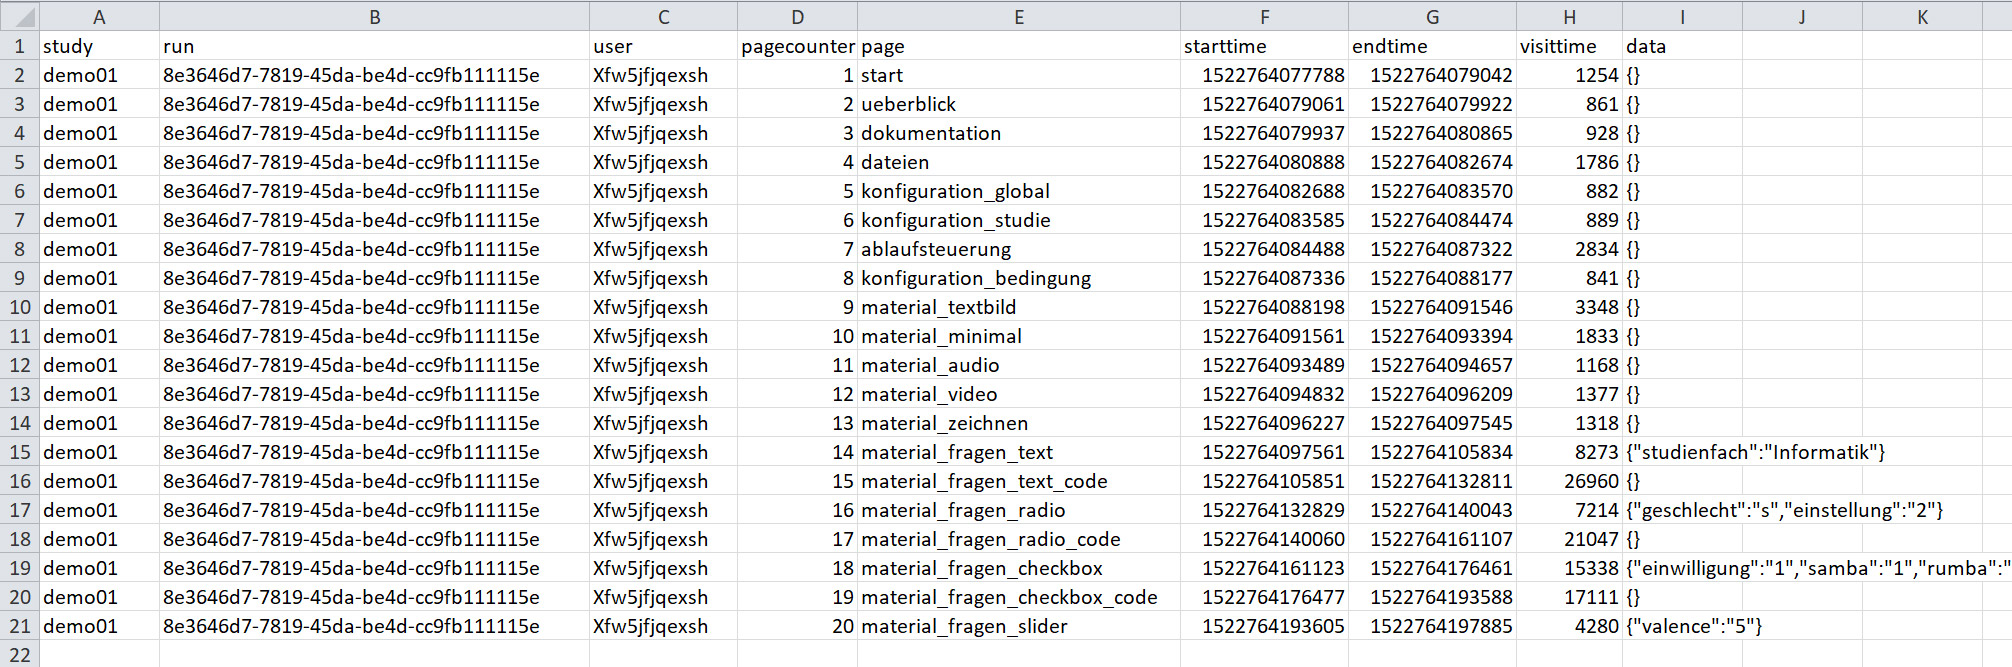 A B C D E F G H I J K
1 study run user pagecounter page starttime endtime visittime data
2 demo01 8e3646d7-7819-45da-be4d-cc9fb111115e Xfw5jfjqexsh 1 start 1522764077788 1522764079042 1254 {}
3 demo01 8e3646d7-7819-45da-be4d-cc9fb111115e Xfw5jfjqexsh 2 ueberblick 1522764079061 1522764079922 861 {}
4 demo01 8e3646d7-7819-45da-be4d-cc9fb111115e Xfw5jfjqexsh 3 dokumentation 1522764079937 1522764080865 928 {}
5 demo01 8e3646d7-7819-45da-be4d-cc9fb111115e Xfw5jfjqexsh 4 dateien 1522764080888 1522764082674 1786 {}
6 demo01 8e3646d7-7819-45da-be4d-cc9fb111115e Xfw5jfjqexsh 5 konfiguration_global 1522764082688 1522764083570 882 {}
7 demo01 8e3646d7-7819-45da-be4d-cc9fb111115e Xfw5jfjqexsh 6 konfiguration_studie 1522764083585 1522764084474 889 {}
8 demo01 8e3646d7-7819-45da-be4d-cc9fb111115e Xfw5jfjqexsh 7 ablaufsteuerung 1522764084488 1522764087322 2834 {}
9 demo01 8e3646d7-7819-45da-be4d-cc9fb111115e Xfw5jfjqexsh 8 konfiguration_bedingung 1522764087336 1522764088177 841 {}
10 demo01 8e3646d7-7819-45da-be4d-cc9fb111115e Xfw5jfjqexsh 9 material_textbild 1522764088198 1522764091546 3348 {}
11 demo01 8e3646d7-7819-45da-be4d-cc9fb111115e Xfw5jfjqexsh 10 material_minimal 1522764091561 1522764093394 1833 {}
12 demo01 8e3646d7-7819-45da-be4d-cc9fb111115e Xfw5jfjqexsh 11 material_audio 1522764093489 1522764094657 1168 {}
13 demo01 8e3646d7-7819-45da-be4d-cc9fb111115e Xfw5jfjqexsh 12 material_video 1522764094832 1522764096209 1377 {}
14 demo01 8e3646d7-7819-45da-be4d-cc9fb111115e Xfw5jfjqexsh 13 material_zeichnen 1522764096227 1522764097545 1318 {}
15 demo01 8e3646d7-7819-45da-be4d-cc9fb111115e Xfw5jfjqexsh 14 material_fragen_text 1522764097561 1522764105834 8273 {"studienfach":"Informatik"}
16 demo01 8e3646d7-7819-45da-be4d-cc9fb111115e Xfw5jfjqexsh 15 material_fragen_text_code 1522764105851 1522764132811 26960 {}
17 demo01 8e3646d7-7819-45da-be4d-cc9fb111115e Xfw5jfjqexsh 16 material_fragen_radio 1522764132829 1522764140043 7214 {"geschlecht":"s","einstellung":"2"}
18 demo01 8e3646d7-7819-45da-be4d-cc9fb111115e Xfw5jfjqexsh 17 material_fragen_radio_code 1522764140060 1522764161107 21047 {}
19 demo01 8e3646d7-7819-45da-be4d-cc9fb111115e Xfw5jfjqexsh 18 material_fragen_checkbox 1522764161123 1522764176461 15338 {"einwilligung":"1","samba":"1","rumba":"
20 demo01 8e3646d7-7819-45da-be4d-cc9fb111115e Xfw5jfjqexsh 19 material_fragen_checkbox_code 1522764176477 1522764193588 17111 {}
21 demo01 8e3646d7-7819-45da-be4d-cc9fb111115e Xfw5jfjqexsh 20 material_fragen_slider 1522764193605 1522764197885 4280 {"valence":"5"}
22